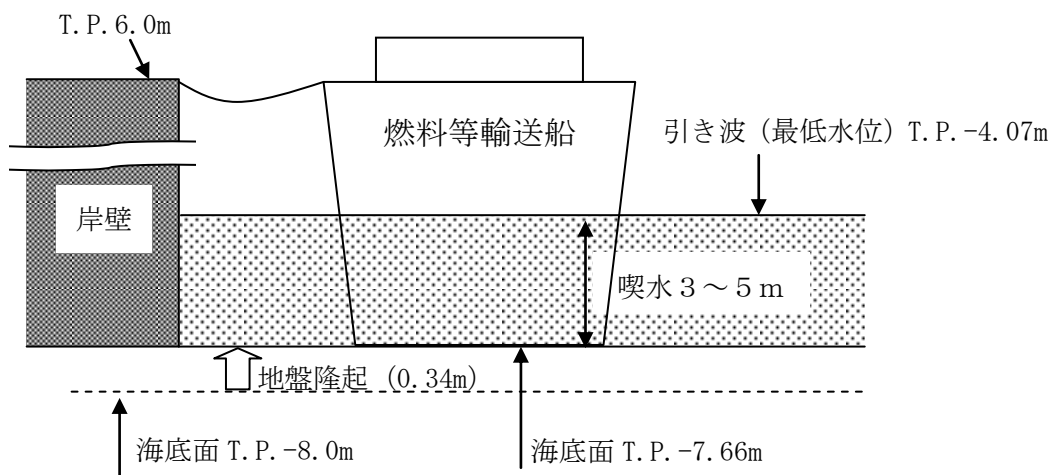 T.P.6.0m
燃料等輸送船
引き波（最低水位）T.P.-4.07m
岸壁
喫水３～５ｍ
地盤隆起 (0.34m)
海底面 T.P.-8.0m
海底面 T.P.-7.66m